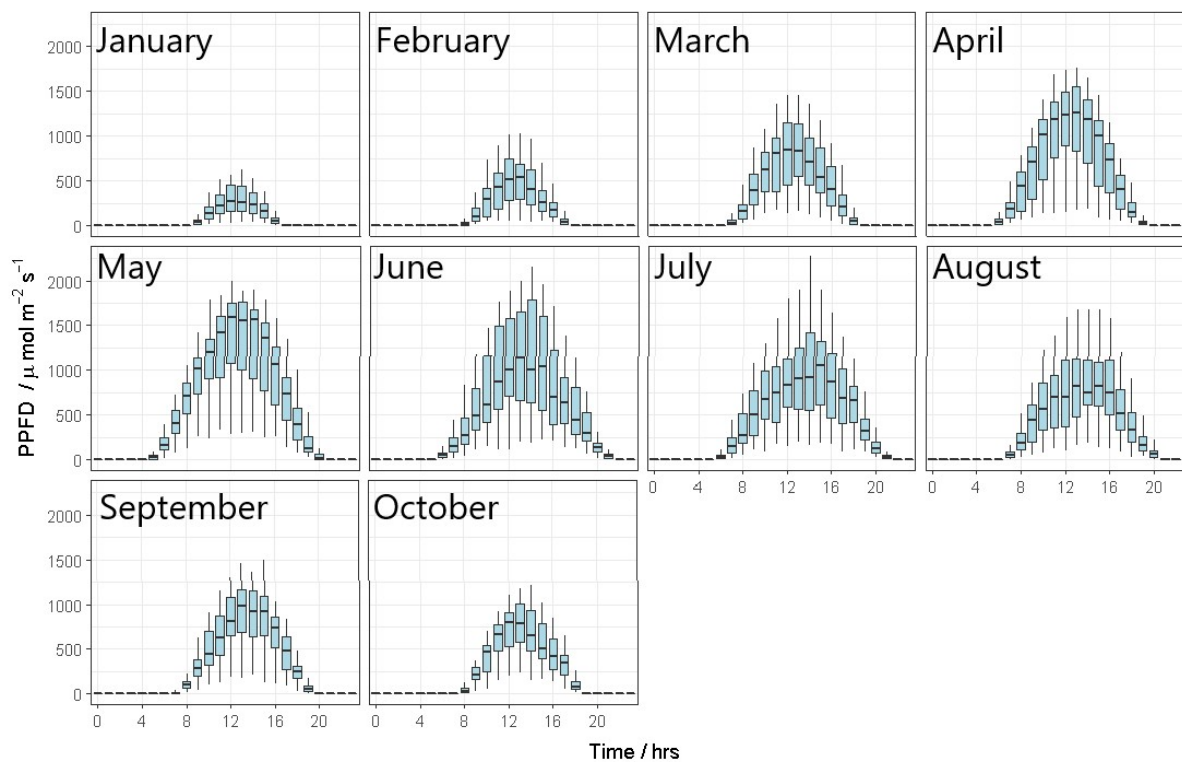 January February March April
2000
1500
1000
500
0
May June July August
2000
1500
1000
500
0
0 4 8 12 16 20 0 4 8 12 16 20
September October
2000
1500
1000
500
0
0 4 8 12 16 20 0 4 8 12 16 20
PPFD / μ mol m⁻² s⁻¹
Time / hrs